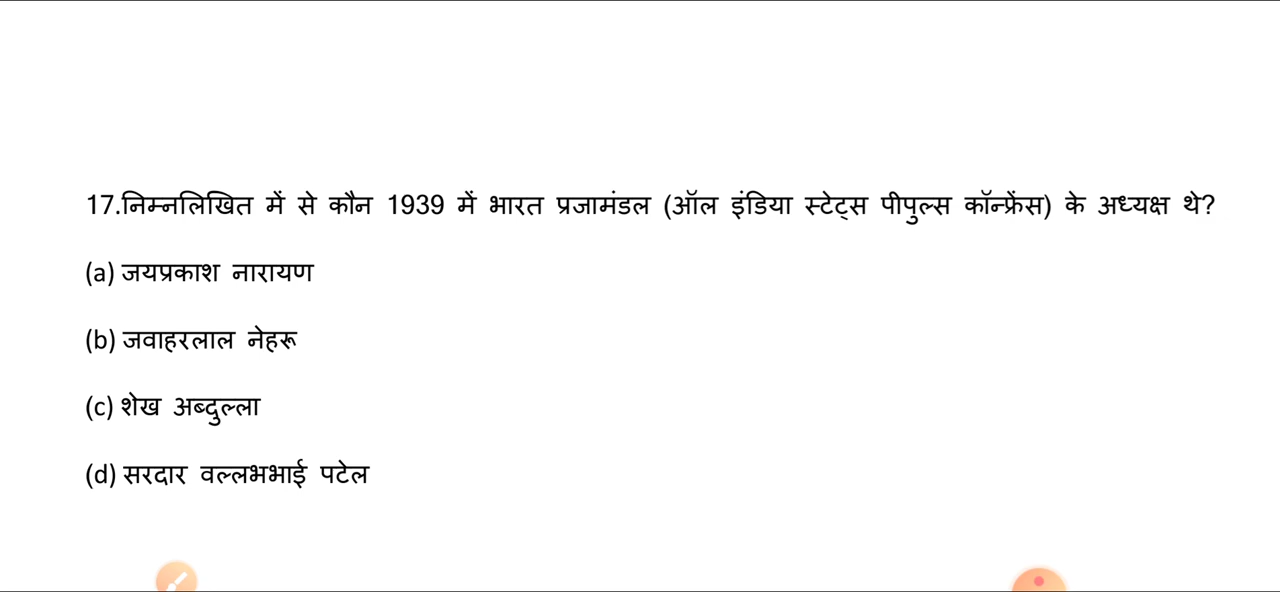 17.निम्नलिखित में से कौन 1939 में भारत प्रजामंडल (ऑल इंडिया स्टेट्स पीपुल्स कॉन्फ्रेंस) के अध्यक्ष थे?
(a) जयप्रकाश नारायण
(b) जवाहरलाल नेहरू
(c) शेख अब्दुल्ला
(d) सरदार वल्लभभाई पटेल